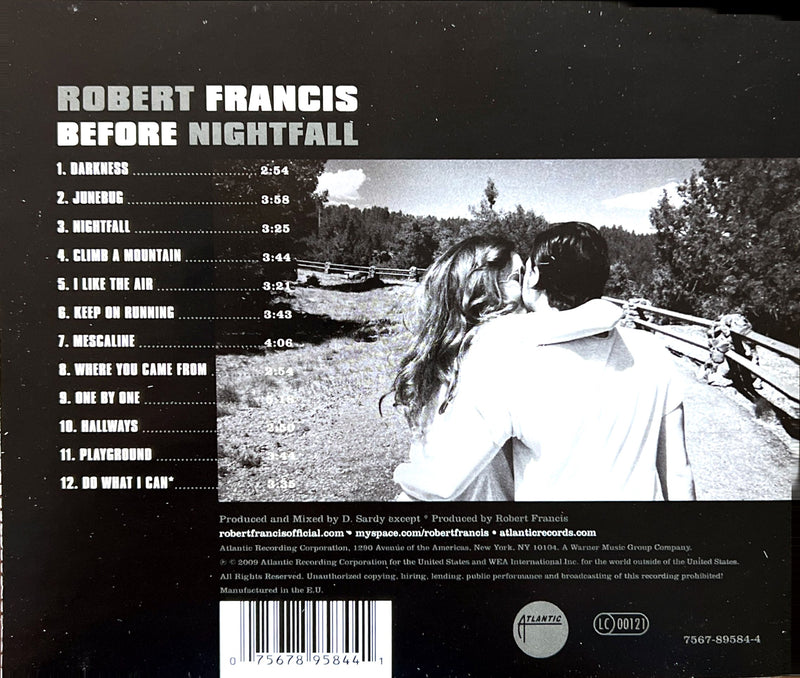 ROBERT FRANCIS
BEFORE NIGHTFALL
1. DARKNESS 2:54
2. JUNEBUG 3:58
3. NIGHTFALL 3:25
4. CLIMB A MOUNTAIN 3:44
5. I LIKE THE AIR 3:21
6. KEEP ON RUNNING 3:43
7. MESCALINE 4:06
8. WHERE YOU CAME FROM 2:54
9. ONE BY ONE
10. HALLWAYS
11. PLAYGROUND
12. DO WHAT I CAN* 3:35
Produced and Mixed by D. Sardy except * Produced by Robert Francis
robertfrancisofficial.com • myspace.com/robertfrancis • atlanticrecords.com
Atlantic Recording Corporation, 1290 Avenue of the Americas, New York, NY 10104. A Warner Music Group Company.
℗ © 2009 Atlantic Recording Corporation for the United States and WEA International Inc. for the world outside of the United States.
All Rights Reserved. Unauthorized copying, hiring, lending, public performance and broadcasting of this recording prohibited!
Manufactured in the E.U.
ATLANTIC
LC 00121
7567-89584-4
0 75678 95844 1